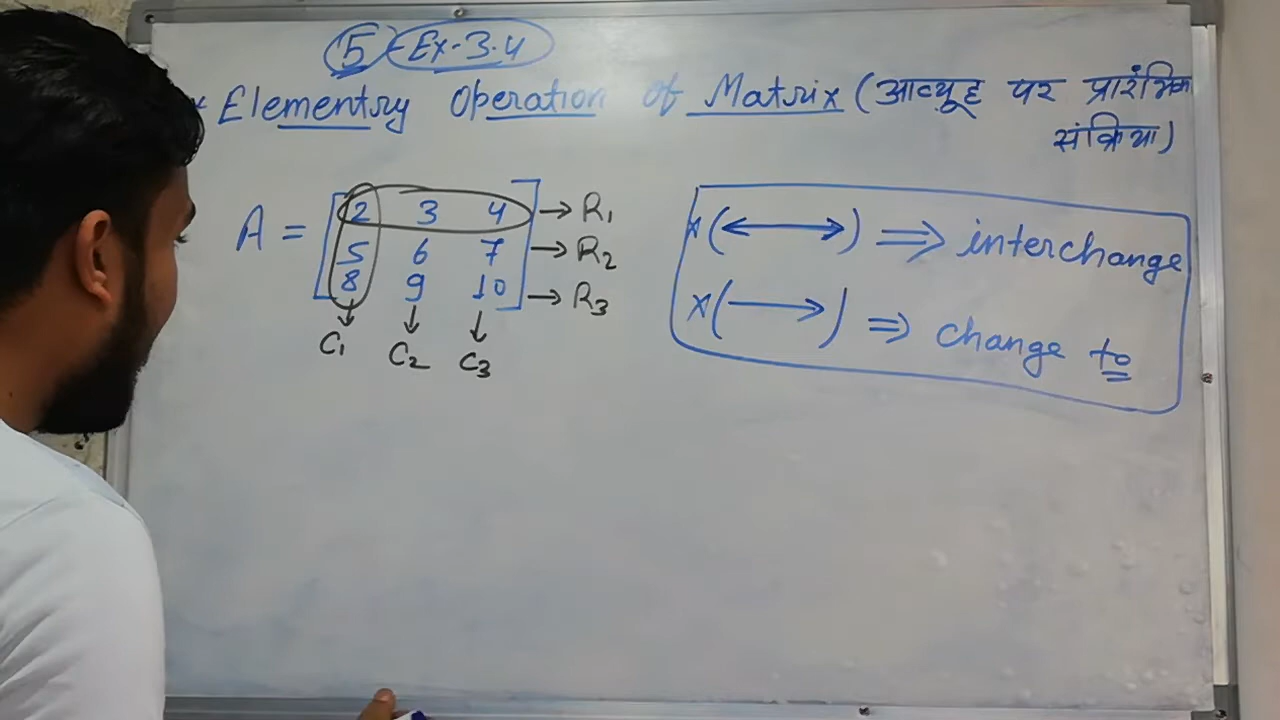 5 Ex-3.4
* Elementry Operation of Matrix (आव्यूह पर प्रारंभिक
संक्रिया)
A = [2 3 4] → R₁
5 6 7 → R₂
8 9 10 → R₃
↓ ↓ ↓
C₁ C₂ C₃
*(↔) ⇒ interchange
*(→) ⇒ change to